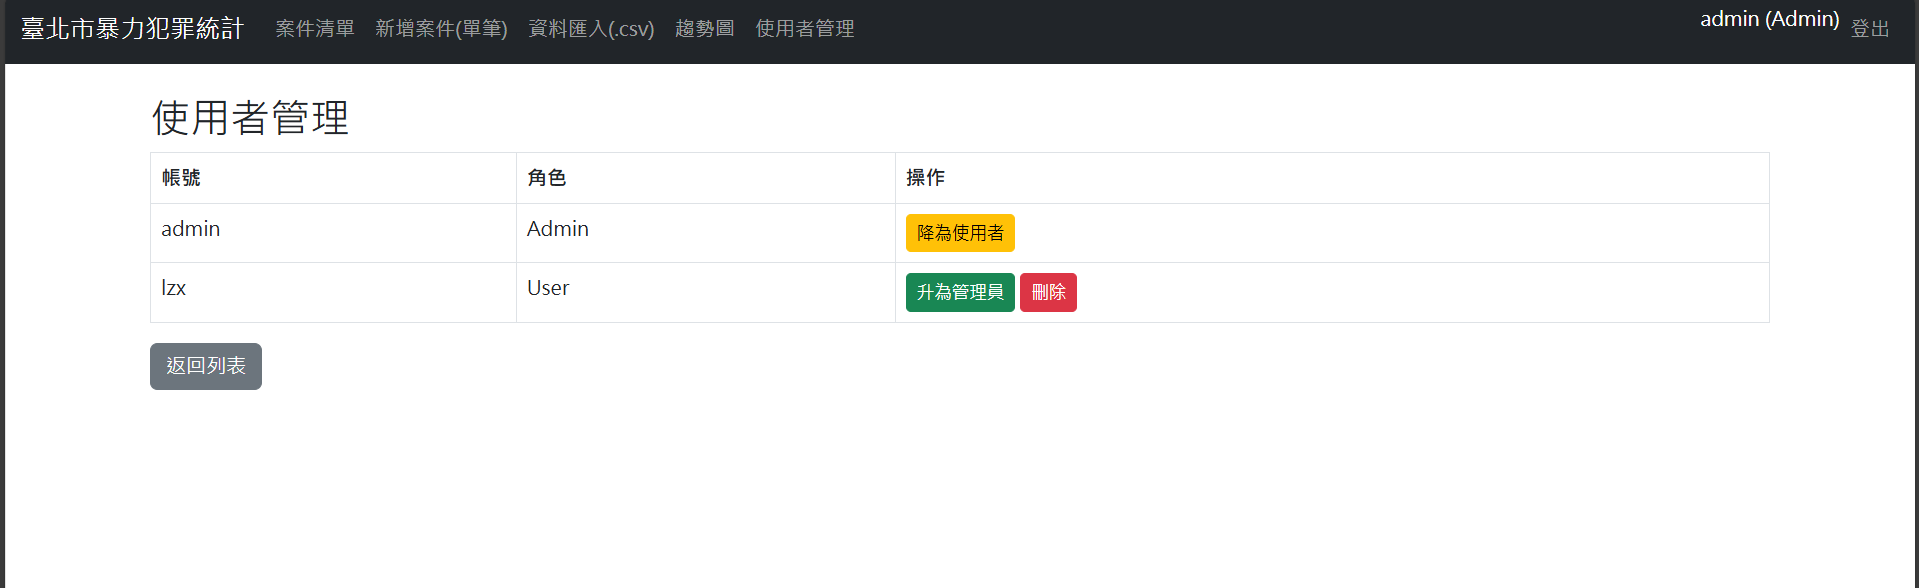 臺北市暴力犯罪統計 案件清單 新增案件(單筆) 資料匯入(.csv) 趨勢圖 使用者管理 admin (Admin) 登出
使用者管理
帳號 角色 操作
admin Admin 降為使用者
lzx User 升為管理員 刪除
返回列表